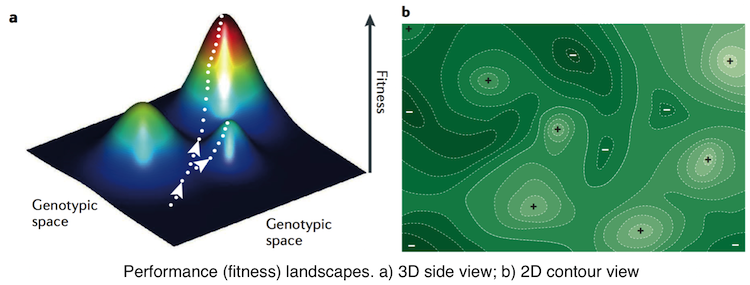 a
Fitness
Genotypic
space
Genotypic
space
b
+
-
+
+
-
-
+
-
+
+
+
-
-
Performance (fitness) landscapes. a) 3D side view; b) 2D contour view